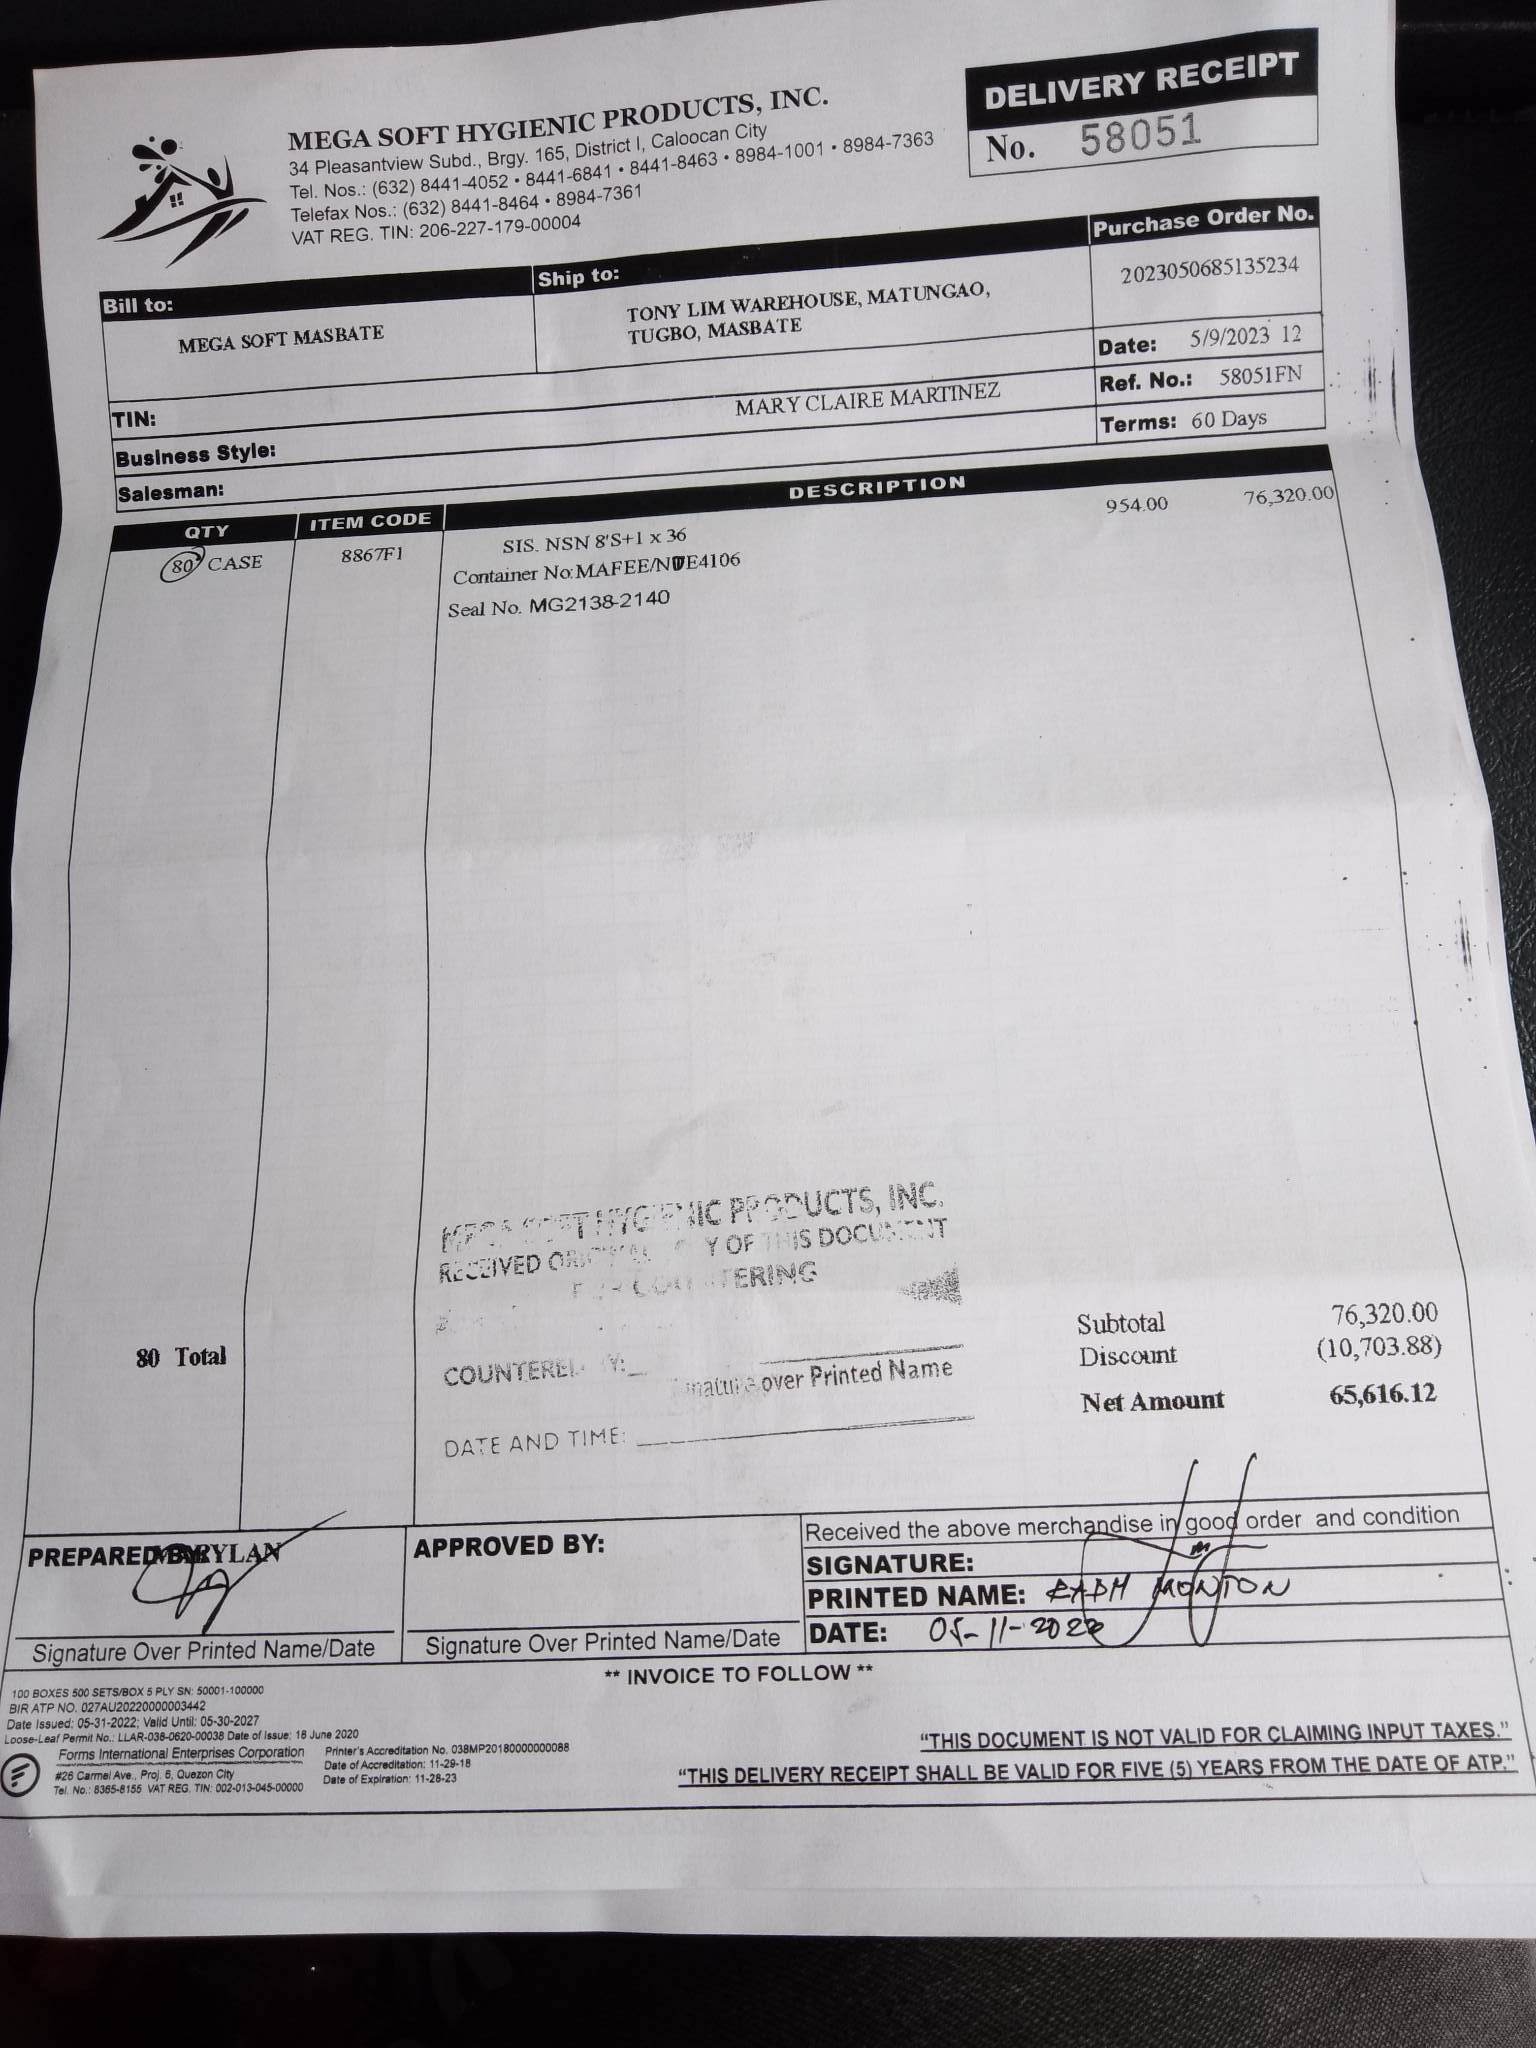 MEGA SOFT HYGIENIC PRODUCTS, INC.
34 Pleasantview Subd., Brgy. 165, District I, Caloocan City
Tel. Nos.: (632) 8441-4052 • 8441-6841 • 8441-8463 • 8984-1001 • 8984-7363
Telefax Nos.: (632) 8441-8464 • 8984-7361
VAT REG. TIN: 206-227-179-00004
DELIVERY RECEIPT
No. 58051
Bill to:
MEGA SOFT MASBATE
Ship to:
TONY LIM WAREHOUSE, MATUNGAO,
TUGBO, MASBATE
Purchase Order No.
2023050685135234
Date: 5/9/2023 12
Ref. No.: 58051FN
Terms: 60 Days
TIN:
MARY CLAIRE MARTINEZ
Business Style:
Salesman:
QTY ITEM CODE DESCRIPTION
80 CASE 8867F1 SIS. NSN 8'S+1 x 36 954.00 76,320.00
Container No:MAFEE/NDE4106
Seal No. MG2138-2140
MEGA SOFT HYGIENIC PRODUCTS, INC.
RECEIVED ORIGINAL COPY OF THIS DOCUMENT
FOR COUNTERING
COUNTERED BY:
Signature over Printed Name
DATE AND TIME:
80 Total
Subtotal 76,320.00
Discount (10,703.88)
Net Amount 65,616.12
PREPARED BY: MARYLAN
Signature Over Printed Name/Date
APPROVED BY:
Signature Over Printed Name/Date
Received the above merchandise in good order and condition
SIGNATURE:
PRINTED NAME: MONTON
DATE: 05-11-202
** INVOICE TO FOLLOW **
100 BOXES 500 SETS/BOX 5 PLY SN: 50001-100000
BIR ATP NO. 027AU20220000003442
Date Issued: 05-31-2022; Valid Until: 05-30-2027
Loose-Leaf Permit No.: LLAR-038-0620-00038 Date of Issue: 18 June 2020
Forms International Enterprises Corporation
#26 Carmel Ave., Proj. 6, Quezon City
Tel. No.: 8365-8155 VAT REG. TIN: 002-013-045-00000
Printer's Accreditation No. 038MP20180000000088
Date of Accreditation: 11-29-18
Date of Expiration: 11-28-23
"THIS DOCUMENT IS NOT VALID FOR CLAIMING INPUT TAXES."
"THIS DELIVERY RECEIPT SHALL BE VALID FOR FIVE (5) YEARS FROM THE DATE OF ATP."